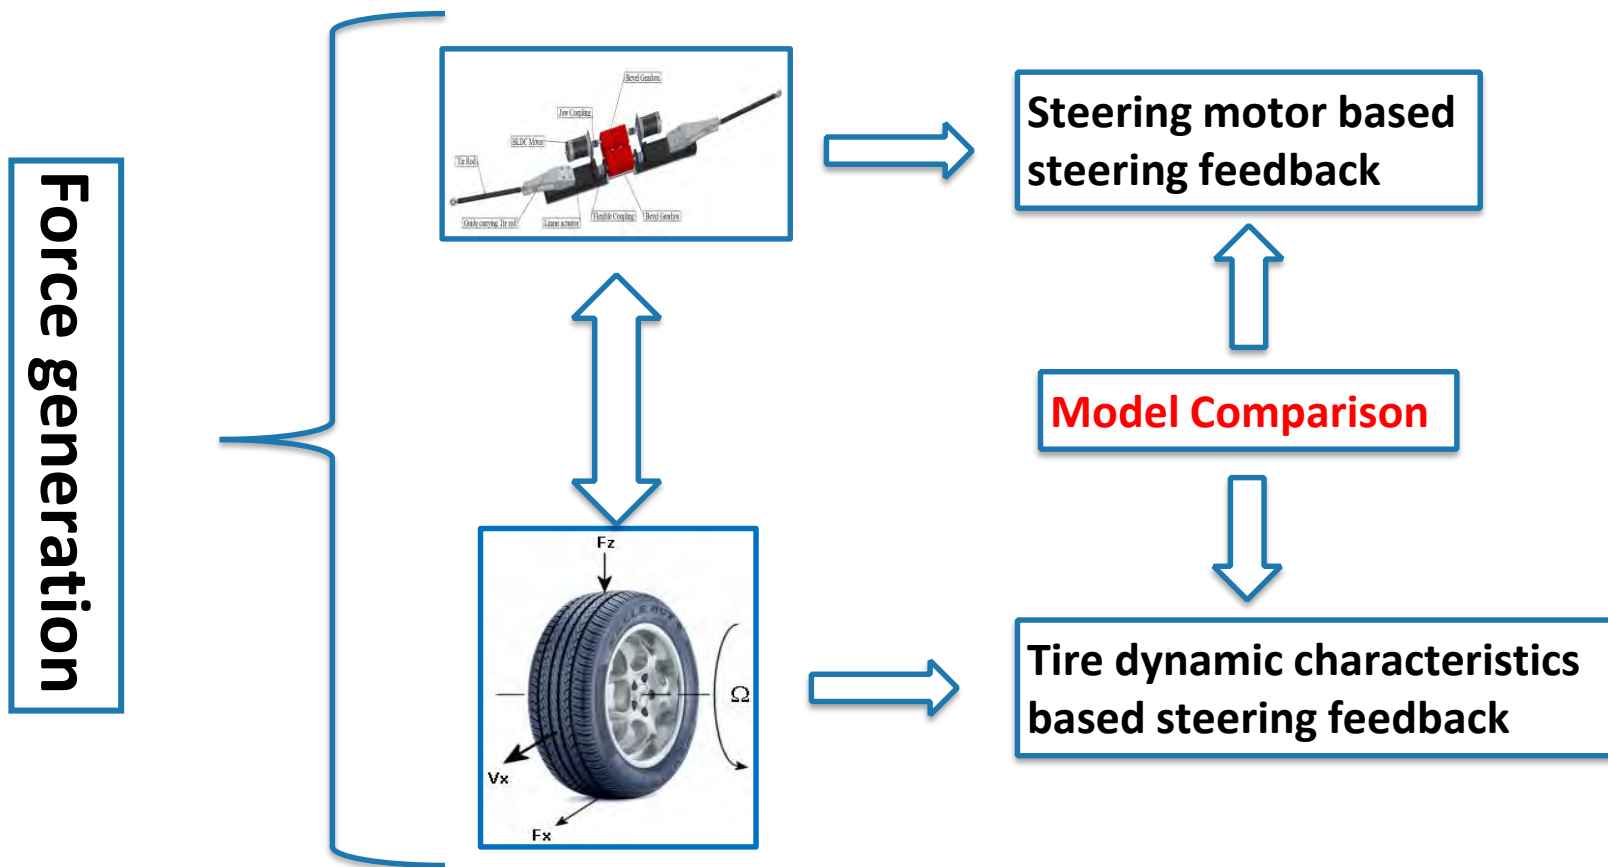 Force generation
Bevel Gearbox
Jaw Coupling
BLDC Motor
Tie Rod
Linear actuator
Flexible Coupling
Bevel Gearbox
Steering motor based
steering feedback
Model Comparison
Fz
Ω
Vx
Fx
Tire dynamic characteristics
based steering feedback